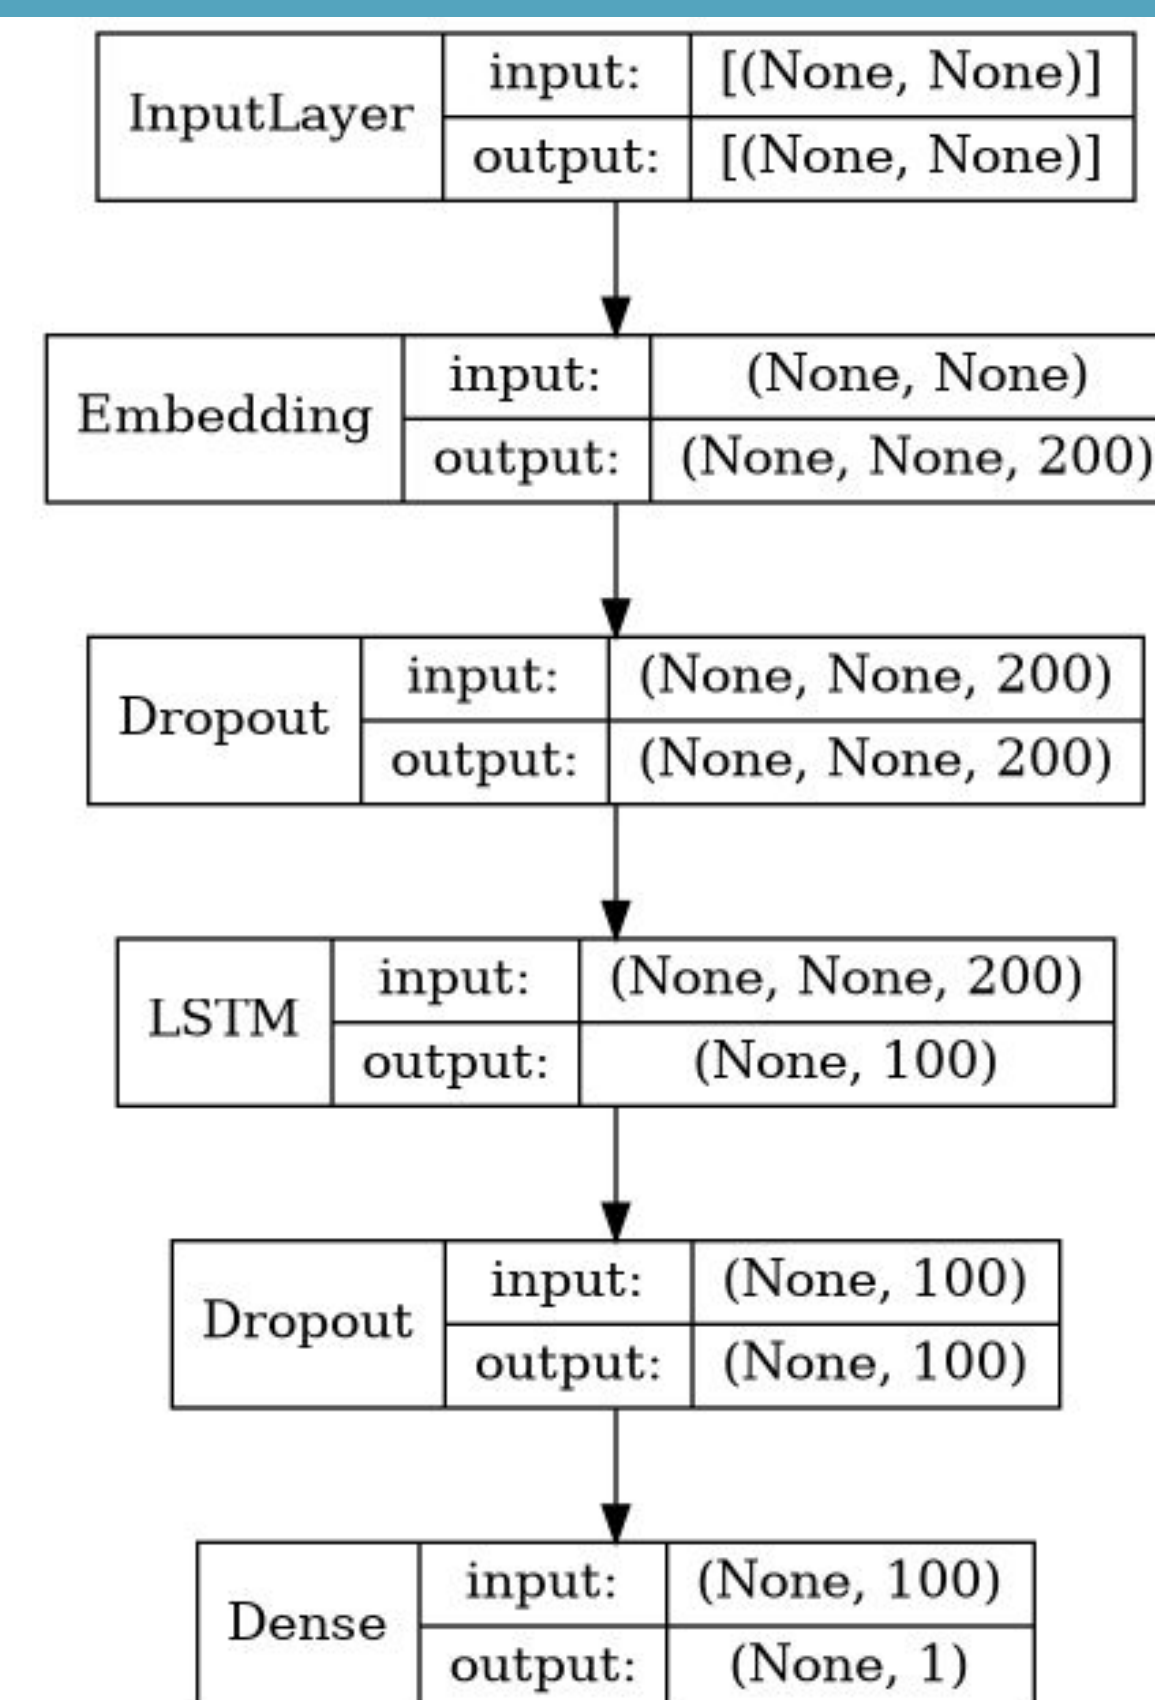 InputLayer
input:
[(None, None)]
output:
[(None, None)]
Embedding
input:
(None, None)
output:
(None, None, 200)
Dropout
input:
(None, None, 200)
output:
(None, None, 200)
LSTM
input:
(None, None, 200)
output:
(None, 100)
Dropout
input:
(None, 100)
output:
(None, 100)
Dense
input:
(None, 100)
output:
(None, 1)